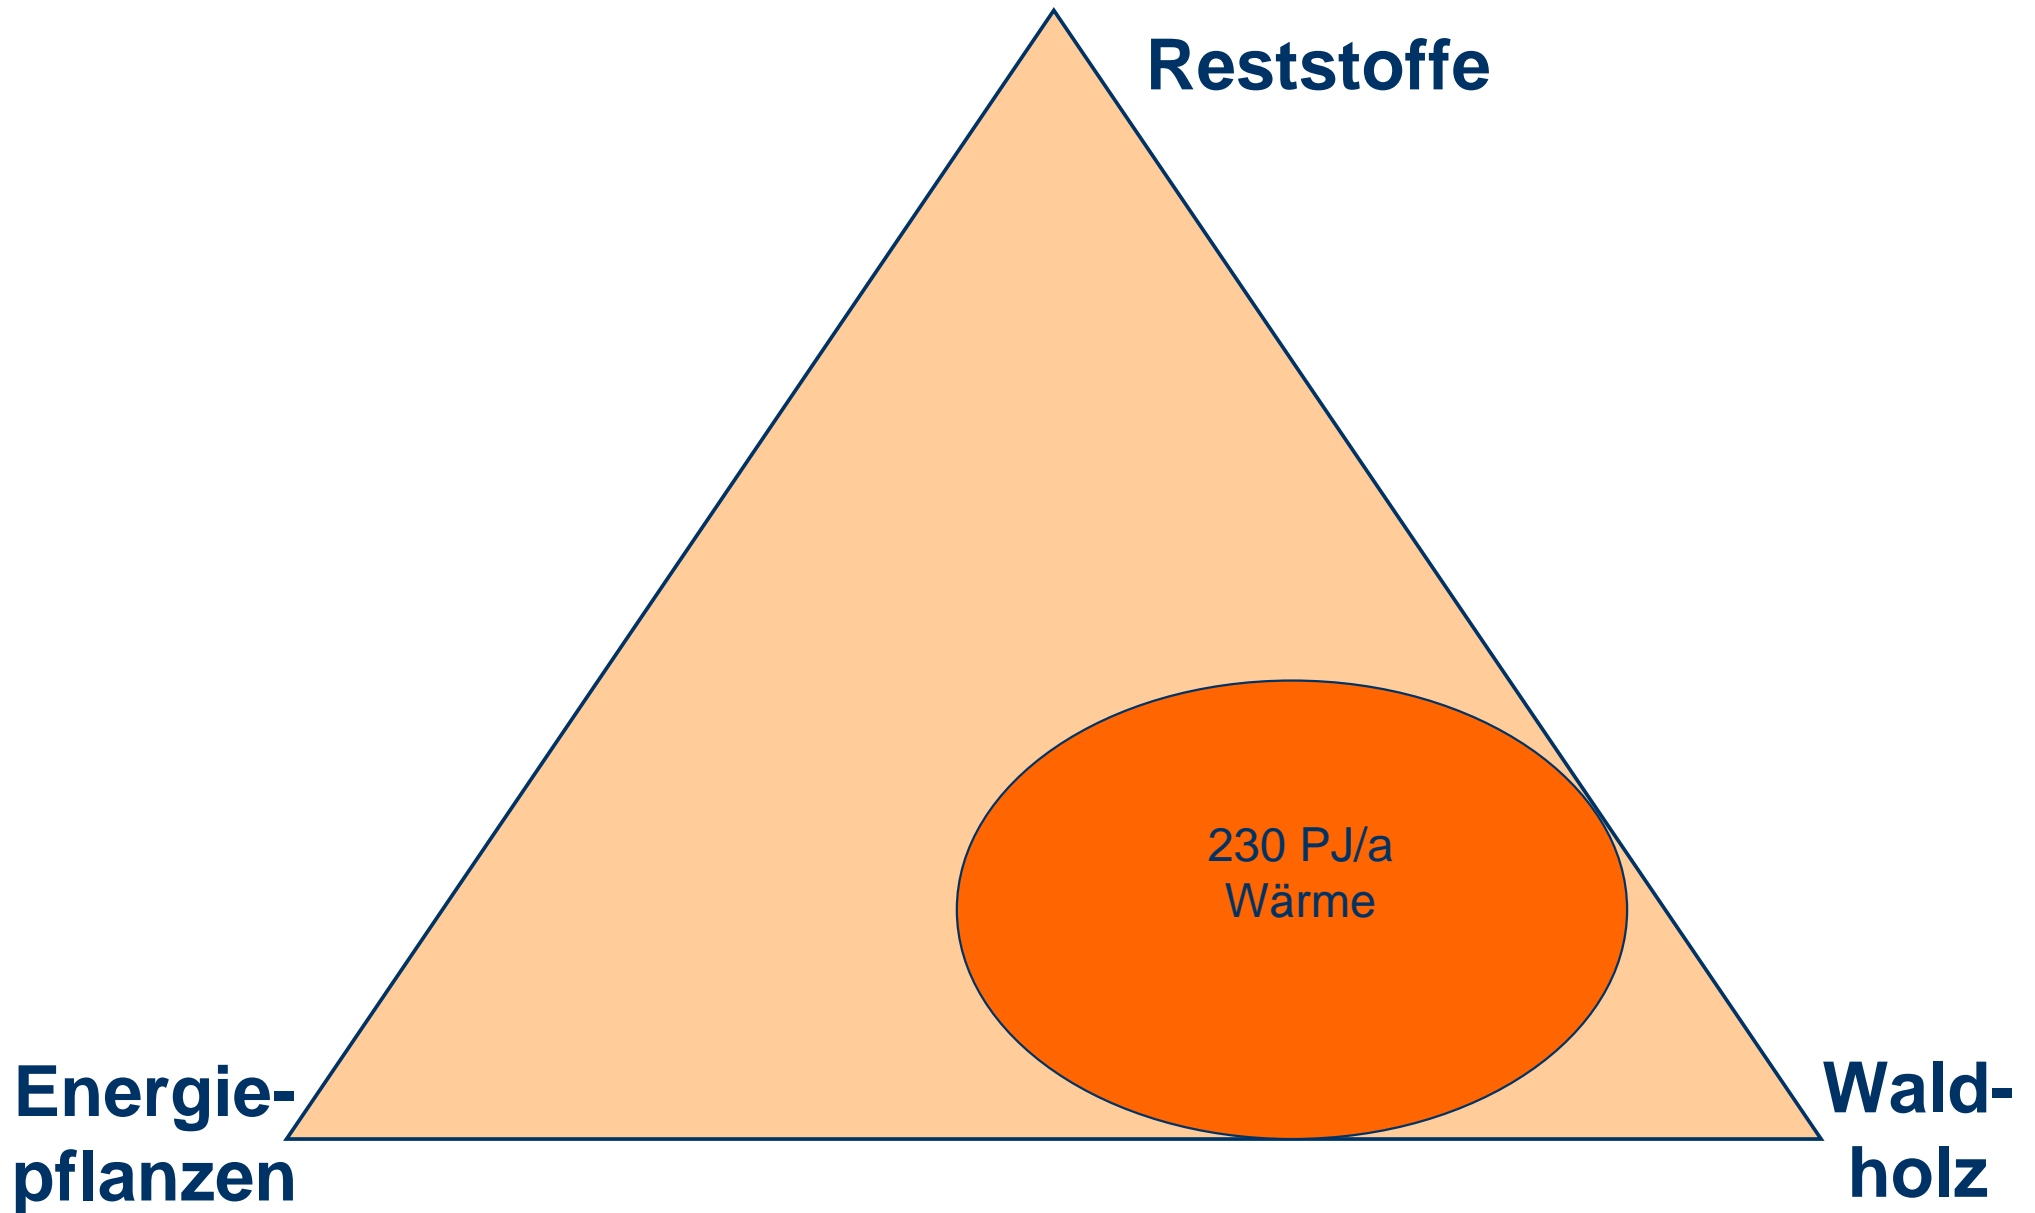 Reststoffe
230 PJ/a
Wärme
Energie-
pflanzen
Wald-
holz